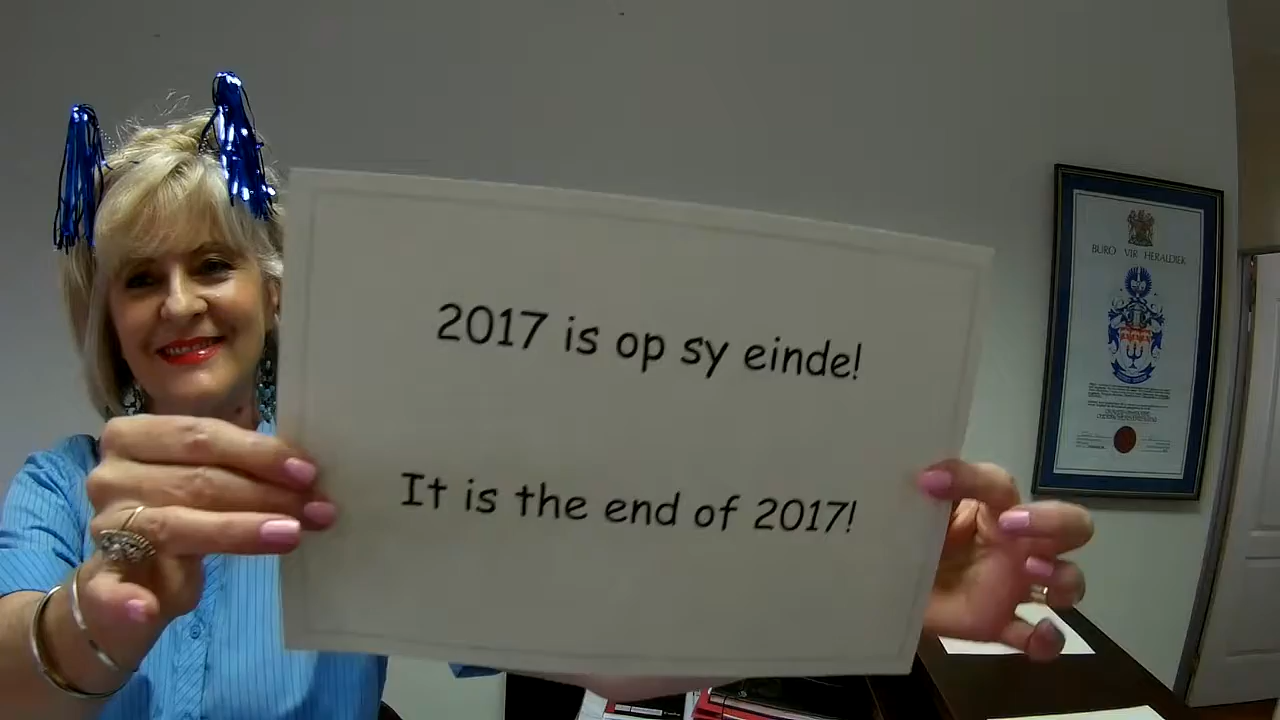 2017 is op sy einde!
It is the end of 2017!
BURO VIR HERALDIEK